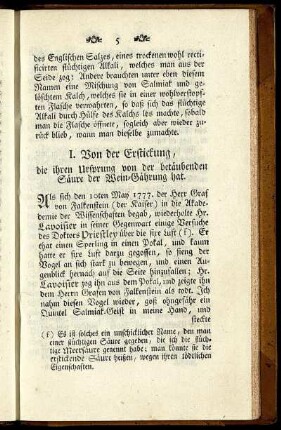 5
des Englischen Salzes, eines trockenen wohl recti-
ficirten flüchtigen Alkali, welches man aus der
Seide zog: Andere brauchten unter eben diesem
Namen eine Mischung von Salmiak und ge-
löschtem Kalch, welches sie in einer wohlverstopf-
ten Flasche verwahrten, so daß sich das flüchtige
Alkali durch Hülfe des Kalchs los machte, sobald
man die Flasche öffnete, sogleich aber wieder zu-
rück blieb, wann man dieselbe zumachte.
I. Von der Erstickung,
die ihren Ursprung von der betäubenden
Säure der Wein-Gährung hat.
Als sich den 10ten May 1777. der Herr Graf
von Falkenstein (der Kaiser) in die Akade-
demie der Wissenschaften begab, wiederholte Hr.
Lavoisier in seiner Gegenwart einige Versuche
des Doktors Priestley über die fixe Luft (f). Er
that einen Sperling in einen Pokal, und kaum
hatte er fixe Luft darzu gegossen, so fieng der
Vogel an sich stark zu bewegen, und einen Au-
genblick hernach auf die Seite hinzufallen; Hr.
Lavoisier zog ihn aus dem Pokal, und zeigte ihn
dem Herrn Grafen von Falkenstein als todt. Ich
nahm diesen Vogel wieder, goß ohngefähr ein
Quintel Salmiak-Geist in meine Hand, und
steckte
(f) Es ist solches ein unschicklicher Name, den man
einer flüchtigen Säure gegeben, die ich die flüch-
tige Meersäure genennt habe; man könnte sie die
erstickende Säure heißen, wegen ihren tödtlichen
Eigenschaften.